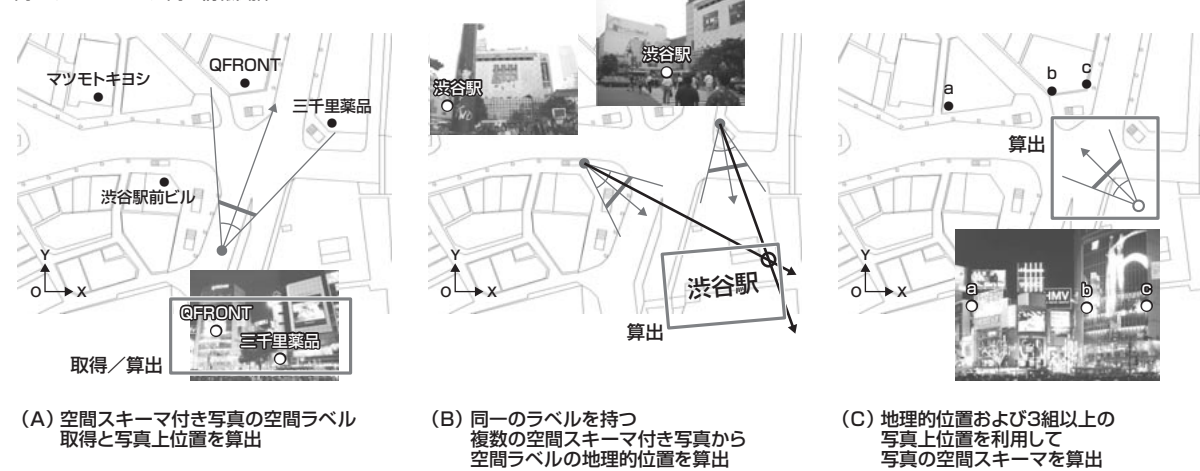 マツモトキヨシ
QFRONT
三千里薬品
渋谷駅前ビル
Y
O
X
QFRONT
三千里薬品
取得／算出
（A）空間スキーマ付き写真の空間ラベル
取得と写真上位置を算出
渋谷駅
渋谷駅
Y
O
X
渋谷駅
算出
（B）同一のラベルを持つ
複数の空間スキーマ付き写真から
空間ラベルの地理的位置を算出
a
b
c
算出
Y
O
X
a
HMV
b
c
（C）地理的位置および3組以上の
写真上位置を利用して
写真の空間スキーマを算出